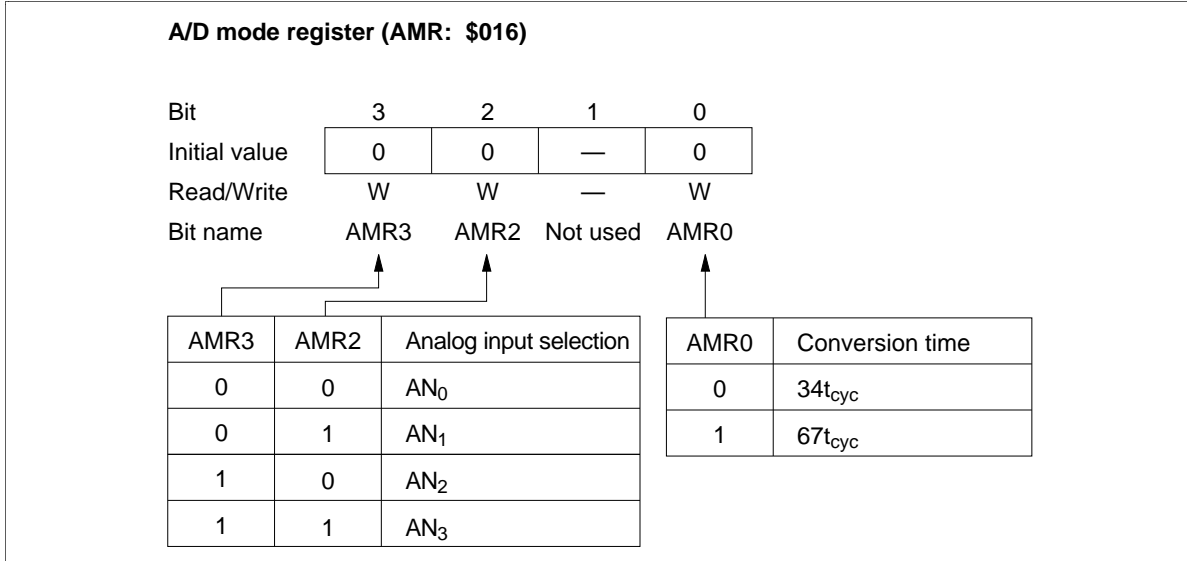 A/D mode register (AMR: $016)
Bit 3 2 1 0
Initial value 0 0 — 0
Read/Write W W — W
Bit name AMR3 AMR2 Not used AMR0
AMR3 AMR2 Analog input selection
0 0 AN0
0 1 AN1
1 0 AN2
1 1 AN3
AMR0 Conversion time
0 34tcyc
1 67tcyc